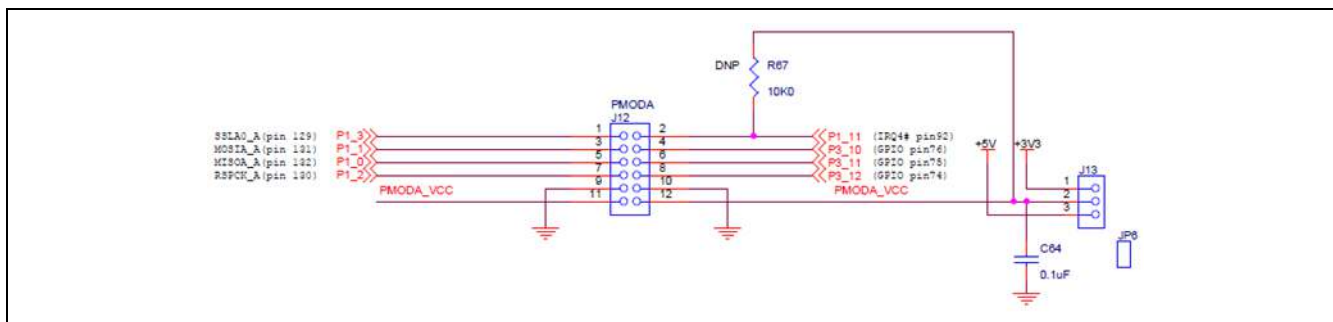 DNP R67
10K0
PMODA
J12
SSLA0_A(pin 129) P1_3 1 2 P1_11 (IRQ4# pin92)
MOSIA_A(pin 131) P1_1 3 4 P3_10 (GPIO pin76)
MISOA_A(pin 132) P1_0 5 6 P3_11 (GPIO pin75)
RSPCK_A(pin 130) P1_2 7 8 P3_12 (GPIO pin74)
PMODA_VCC 9 10 PMODA_VCC
11 12
+5V +3V3
J13
1
2
3
JP6
C64
0.1uF